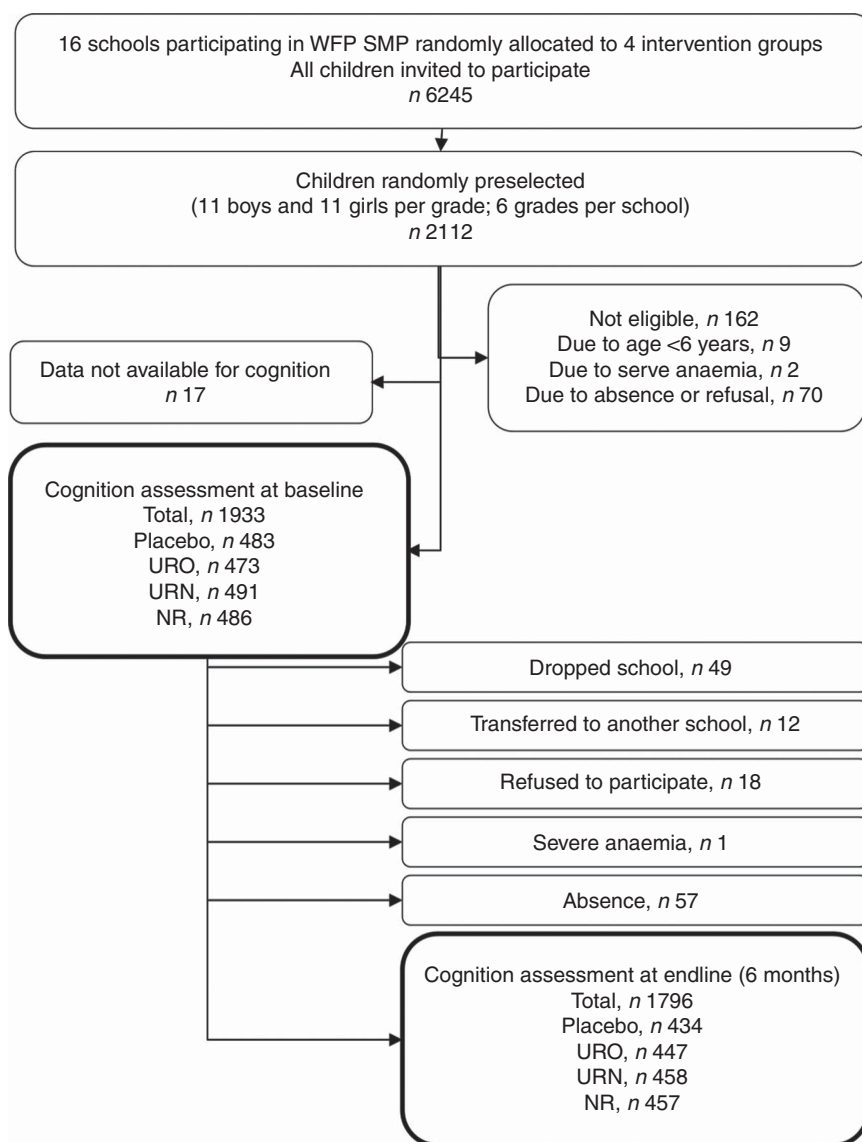 16 schools participating in WFP SMP randomly allocated to 4 intervention groups
All children invited to participate
n 6245
Children randomly preselected
(11 boys and 11 girls per grade; 6 grades per school)
n 2112
Not eligible, n 162
Due to age <6 years, n 9
Due to serve anaemia, n 2
Due to absence or refusal, n 70
Data not available for cognition
n 17
Cognition assessment at baseline
Total, n 1933
Placebo, n 483
URO, n 473
URN, n 491
NR, n 486
Dropped school, n 49
Transferred to another school, n 12
Refused to participate, n 18
Severe anaemia, n 1
Absence, n 57
Cognition assessment at endline (6 months)
Total, n 1796
Placebo, n 434
URO, n 447
URN, n 458
NR, n 457